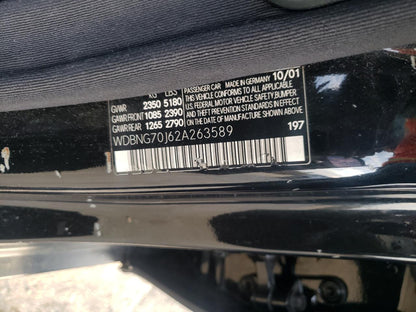 PASSENGER CAR MADE IN GERMANY 10/01
KG LBS
GVWR 2350 5180
GAWR FRONT 1085 2390
GAWR REAR 1265 2790
THIS VEHICLE CONFORMS TO ALL APPLICABLE
U.S. FEDERAL MOTOR VEHICLE SAFETY BUMPER
AND THEFT PREVENTION STANDARDS IN EFFECT
ON THE DATE OF MANUFACTURE SHOWN ABOVE
WDBNG70J62A263589
197